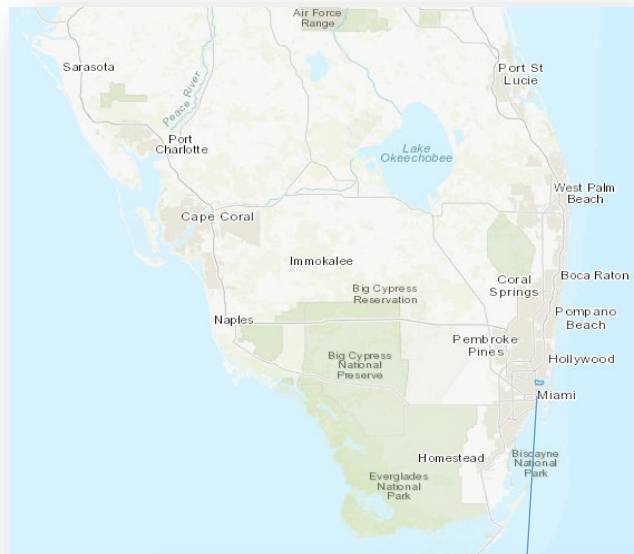 Air Force
Range
Sarasota
Port St
Lucie
Peace River
Port
Charlotte
Lake
Okeechobee
West Palm
Beach
Cape Coral
Immokalee
Boca Raton
Coral
Springs
Big Cypress
Reservation
Naples
Pompano
Beach
Pembroke
Pines
Hollywood
Big Cypress
National
Preserve
Miami
Homestead
Biscayne
National
Park
Everglades
National
Park